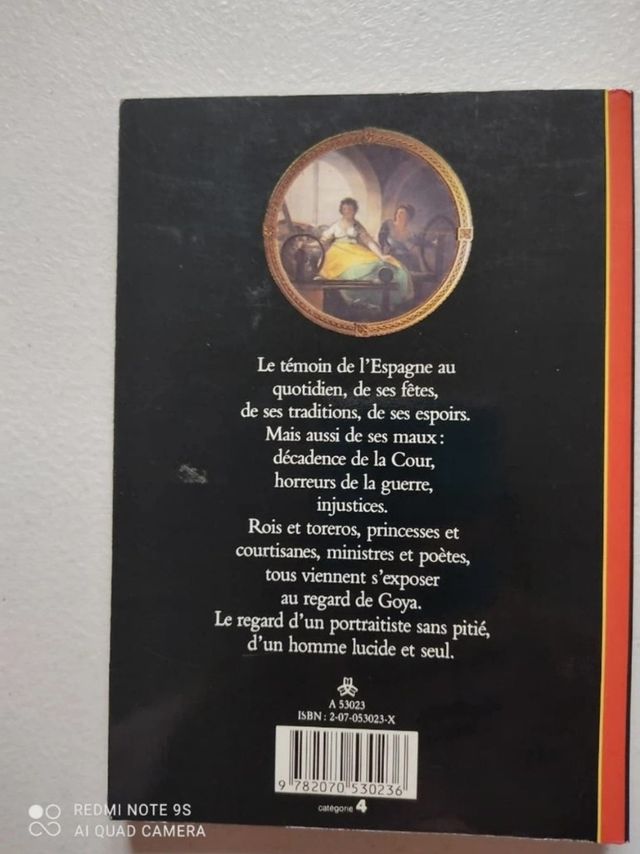 Le témoin de l'Espagne au
quotidien, de ses fêtes,
de ses traditions, de ses espoirs.
Mais aussi de ses maux :
décadence de la Cour,
horreurs de la guerre,
injustices.
Rois et toreros, princesses et
courtisanes, ministres et poètes,
tous viennent s'exposer
au regard de Goya.
Le regard d'un portraitiste sans pitié,
d'un homme lucide et seul.
A 53023
ISBN : 2-07-053023-X
9 782070 530236
catégorie 4
REDMI NOTE 9S
AI QUAD CAMERA